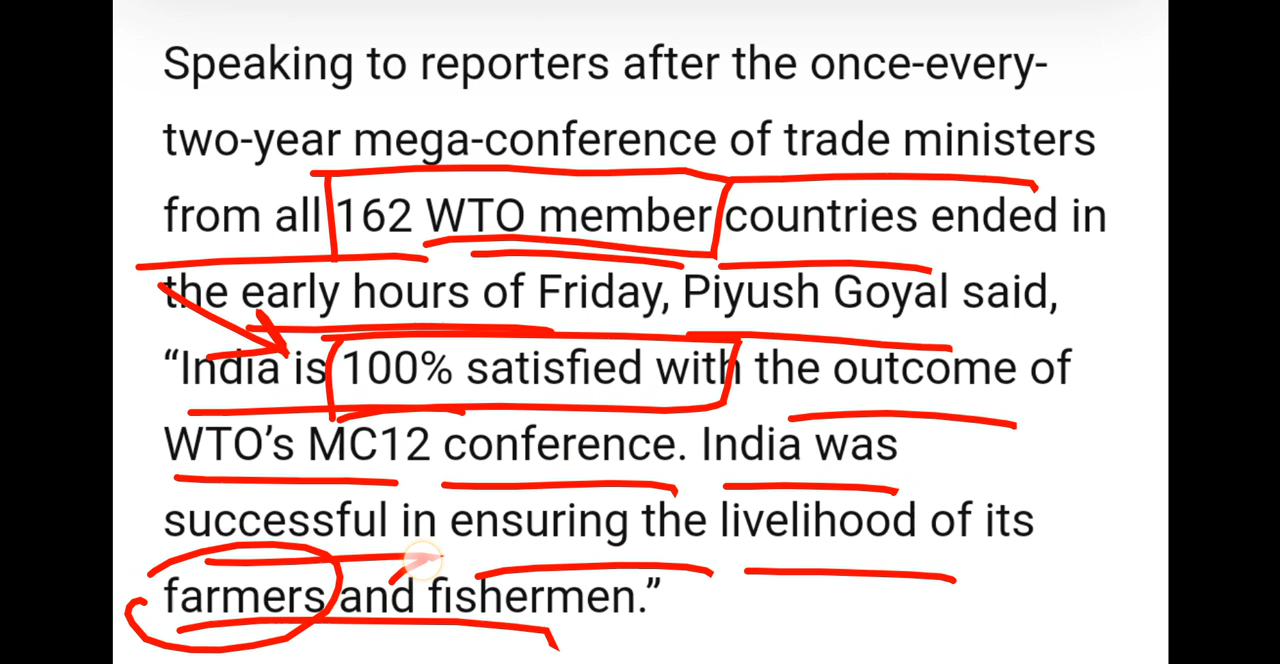 Speaking to reporters after the once-every-
two-year mega-conference of trade ministers
from all 162 WTO member countries ended in
the early hours of Friday, Piyush Goyal said,
“India is 100% satisfied with the outcome of
WTO’s MC12 conference. India was
successful in ensuring the livelihood of its
farmers and fishermen.”